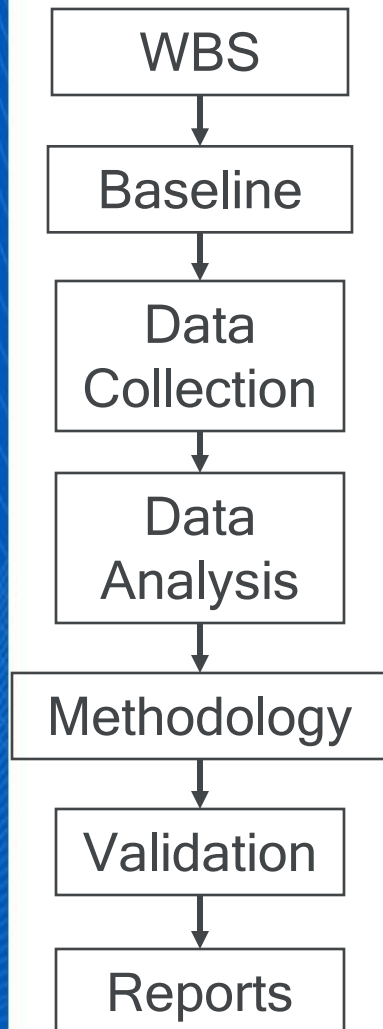 WBS
Baseline
Data
Collection
Data
Analysis
Methodology
Validation
Reports